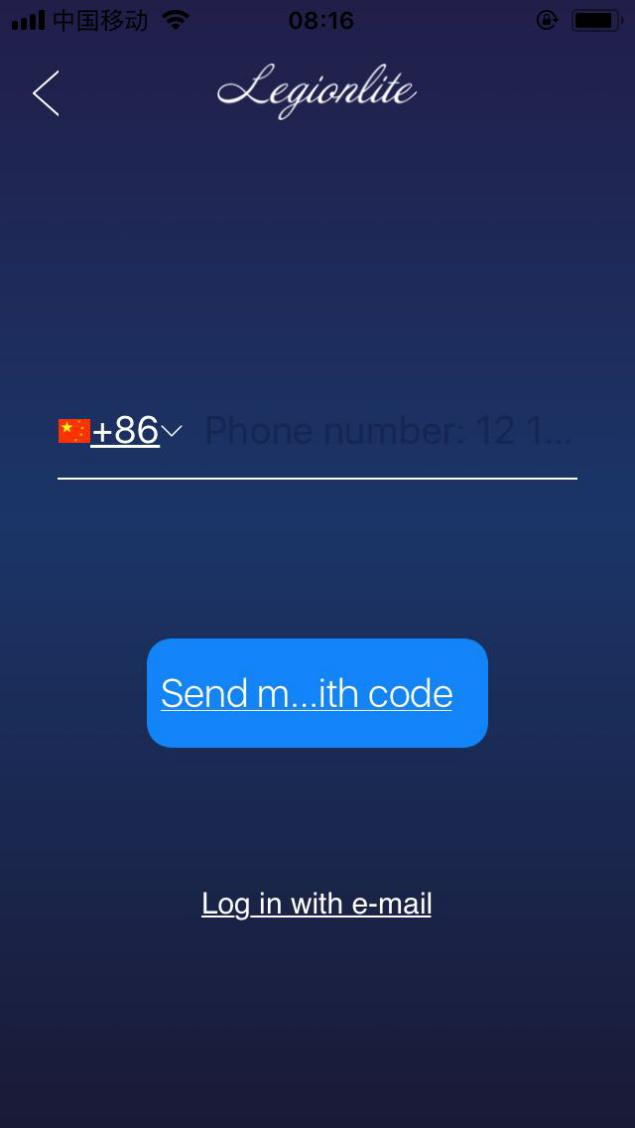 中国移动 08:16
Legionlite
+86 Phone number: 12 1...
Send m...ith code
Log in with e-mail